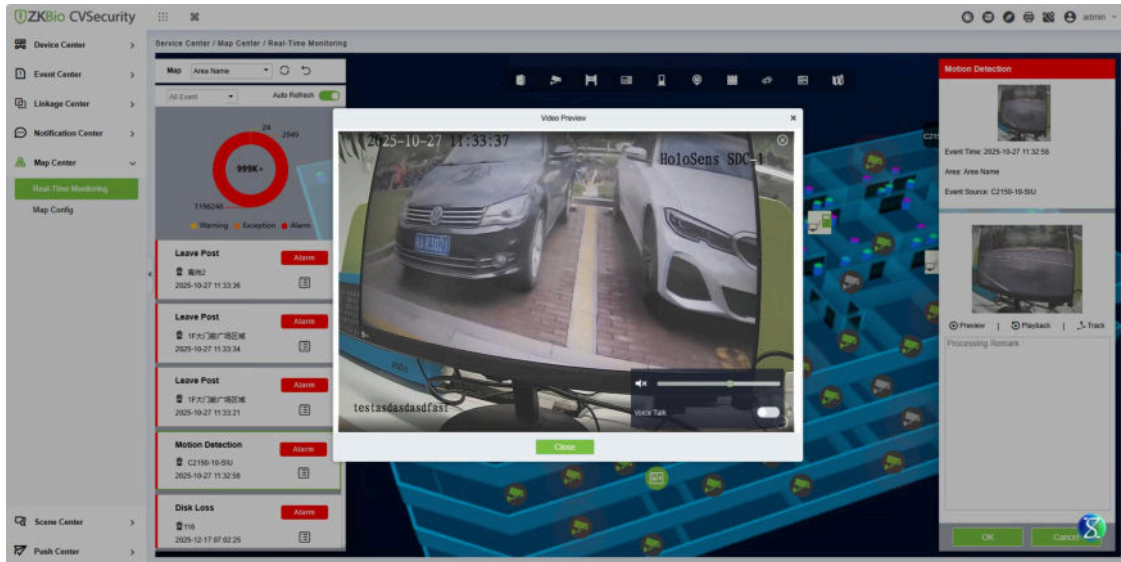 ZKBio CVSecurity
admin
Device Center
Event Center
Linkage Center
Notification Center
Map Center
Real-Time Monitoring
Map Config
Scene Center
Push Center
Service Center / Map Center / Real-Time Monitoring
Map
Area Name
All Event
Auto Refresh
24
2949
999K+
1196246
Warning
Exception
Alarm
Leave Post
Alarm
2025-10-27 11:33:36
Leave Post
Alarm
1F大门前广场区域
2025-10-27 11:33:34
Leave Post
Alarm
1F大门前广场区域
2025-10-27 11:33:21
Motion Detection
Alarm
C2150-10-SIU
2025-10-27 11:32:56
Disk Loss
Alarm
116
2025-12-17 07:02:25
Video Preview
2025-10-27 11:33:37
HoloSens SDC-1
testasdasdasdfasf
Voice Talk
Close
Motion Detection
Event Time: 2025-10-27 11:32:56
Area: Area Name
Event Source: C2150-10-SIU
Preview | Playback | Track
Processing Remark
OK
Cancel